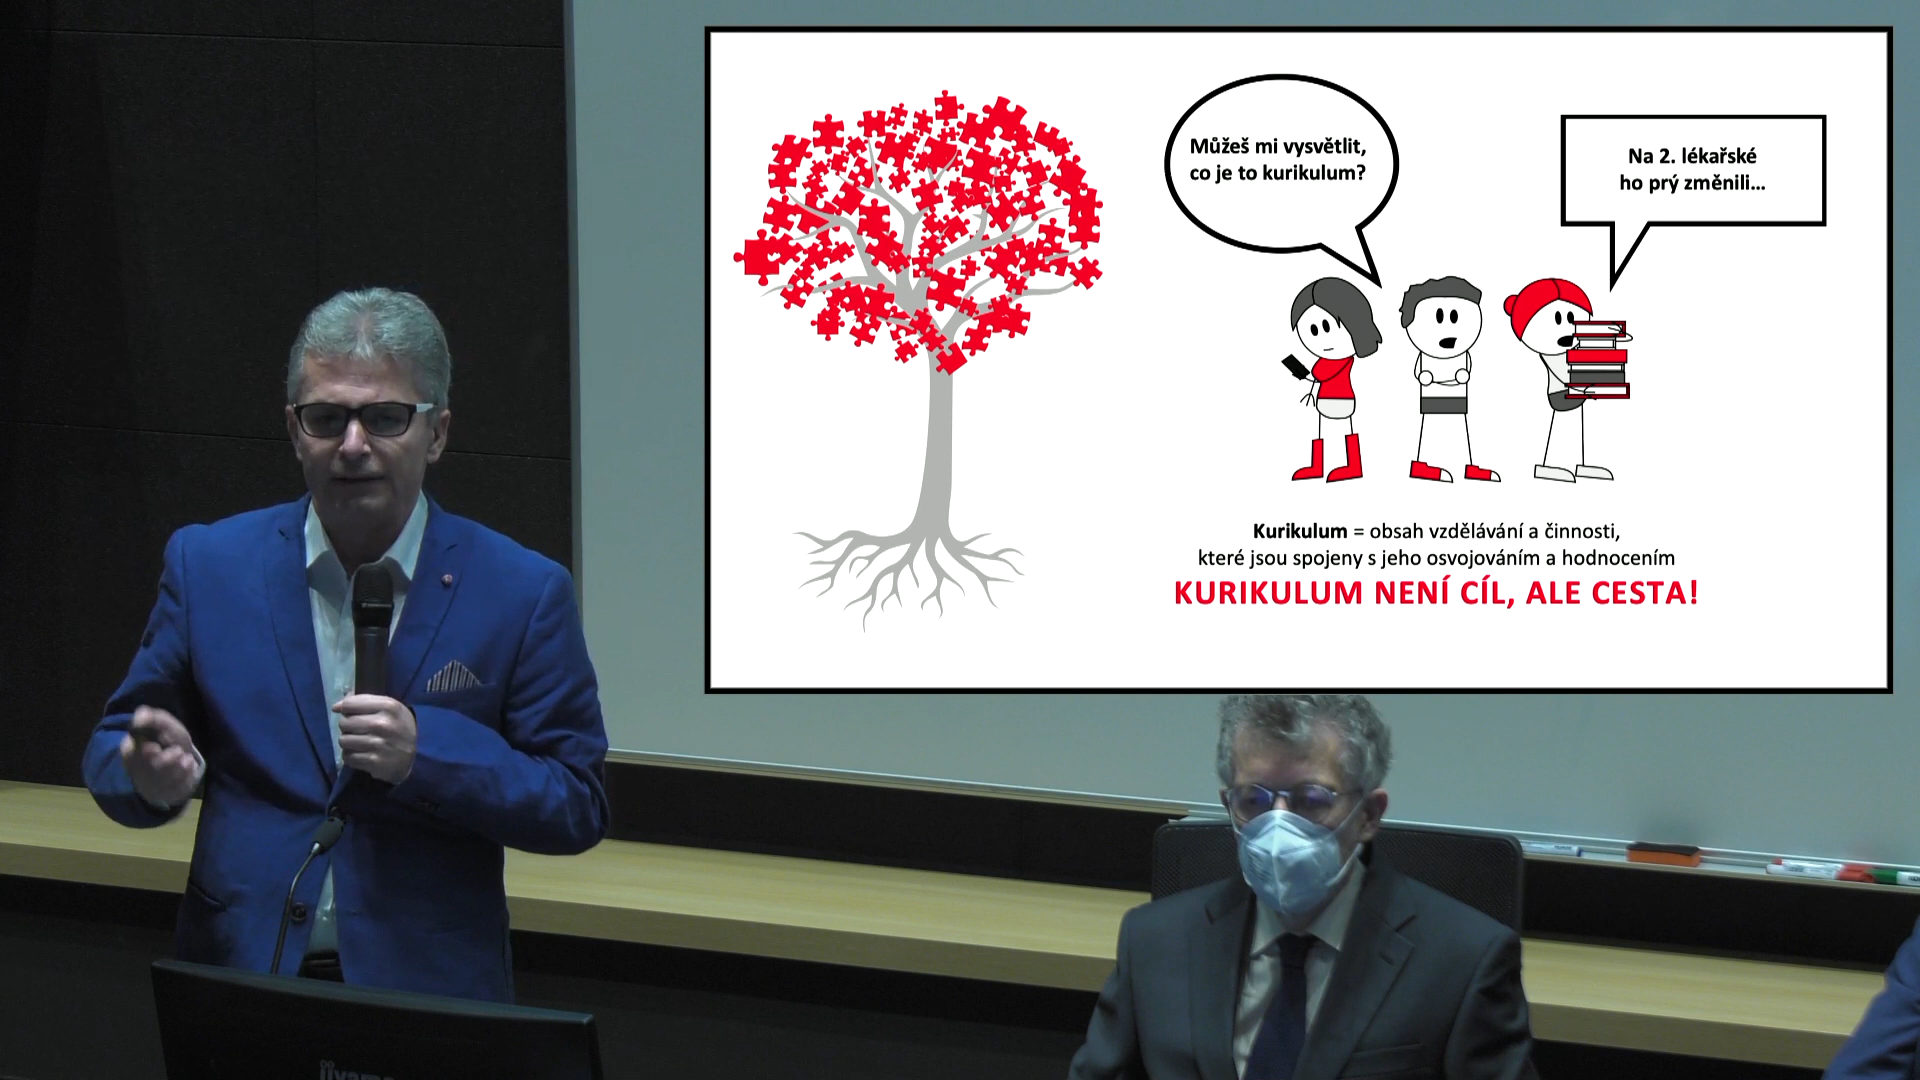 Můžeš mi vysvětlit,
co je to kurikulum?
Na 2. lékařské
ho prý změnili...
Kurikulum = obsah vzdělávání a činnosti,
které jsou spojeny s jeho osvojováním a hodnocením
KURIKULUM NENÍ CÍL, ALE CESTA!